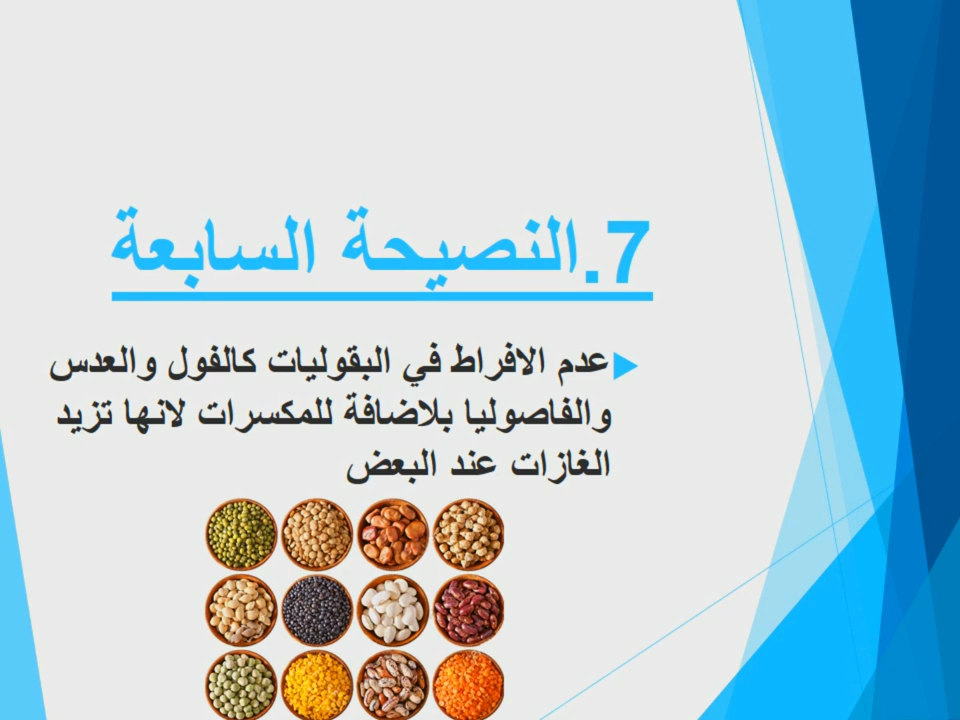 7.النصيحة السابعة
عدم الافراط في البقوليات كالفول والعدس
والفاصوليا بلاضافة للمكسرات لانها تزيد
الغازات عند البعض